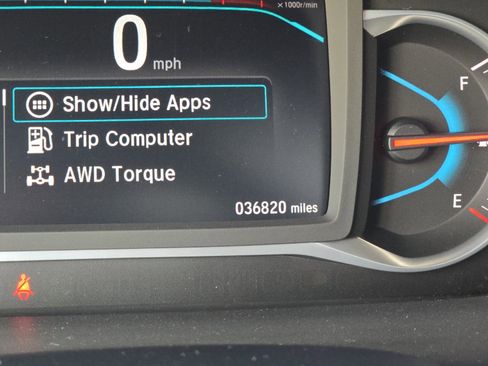 ×1000r/min
0
mph
Show/Hide Apps
Trip Computer
AWD Torque
036820 miles
F
E